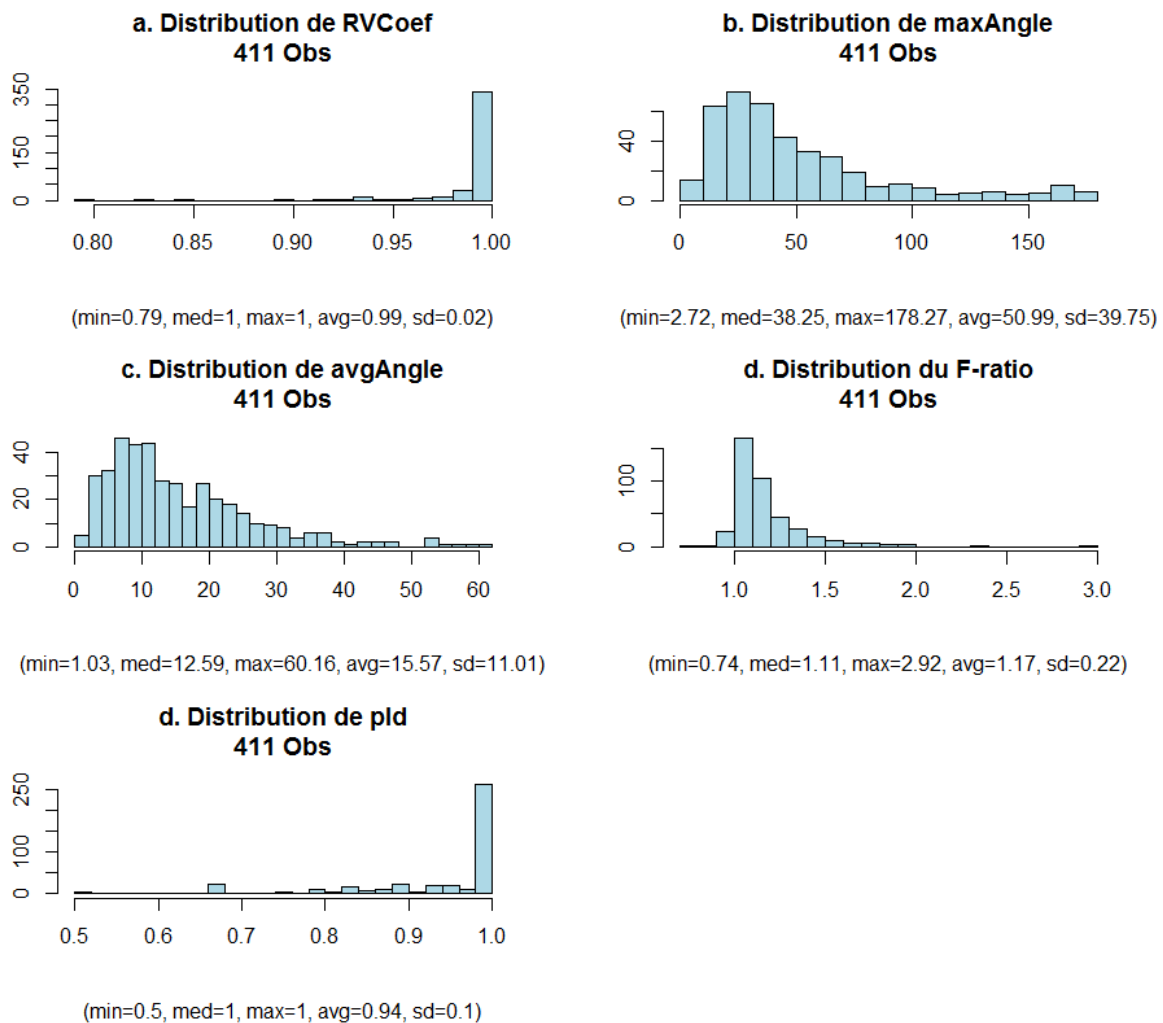 a. Distribution de RVCoef
411 Obs
350
150
0
0.80 0.85 0.90 0.95 1.00
(min=0.79, med=1, max=1, avg=0.99, sd=0.02)
b. Distribution de maxAngle
411 Obs
40
0
0 50 100 150
(min=2.72, med=38.25, max=178.27, avg=50.99, sd=39.75)
c. Distribution de avgAngle
411 Obs
40
20
0
0 10 20 30 40 50 60
(min=1.03, med=12.59, max=60.16, avg=15.57, sd=11.01)
d. Distribution du F-ratio
411 Obs
100
0
1.0 1.5 2.0 2.5 3.0
(min=0.74, med=1.11, max=2.92, avg=1.17, sd=0.22)
d. Distribution de pld
411 Obs
250
100
0
0.5 0.6 0.7 0.8 0.9 1.0
(min=0.5, med=1, max=1, avg=0.94, sd=0.1)